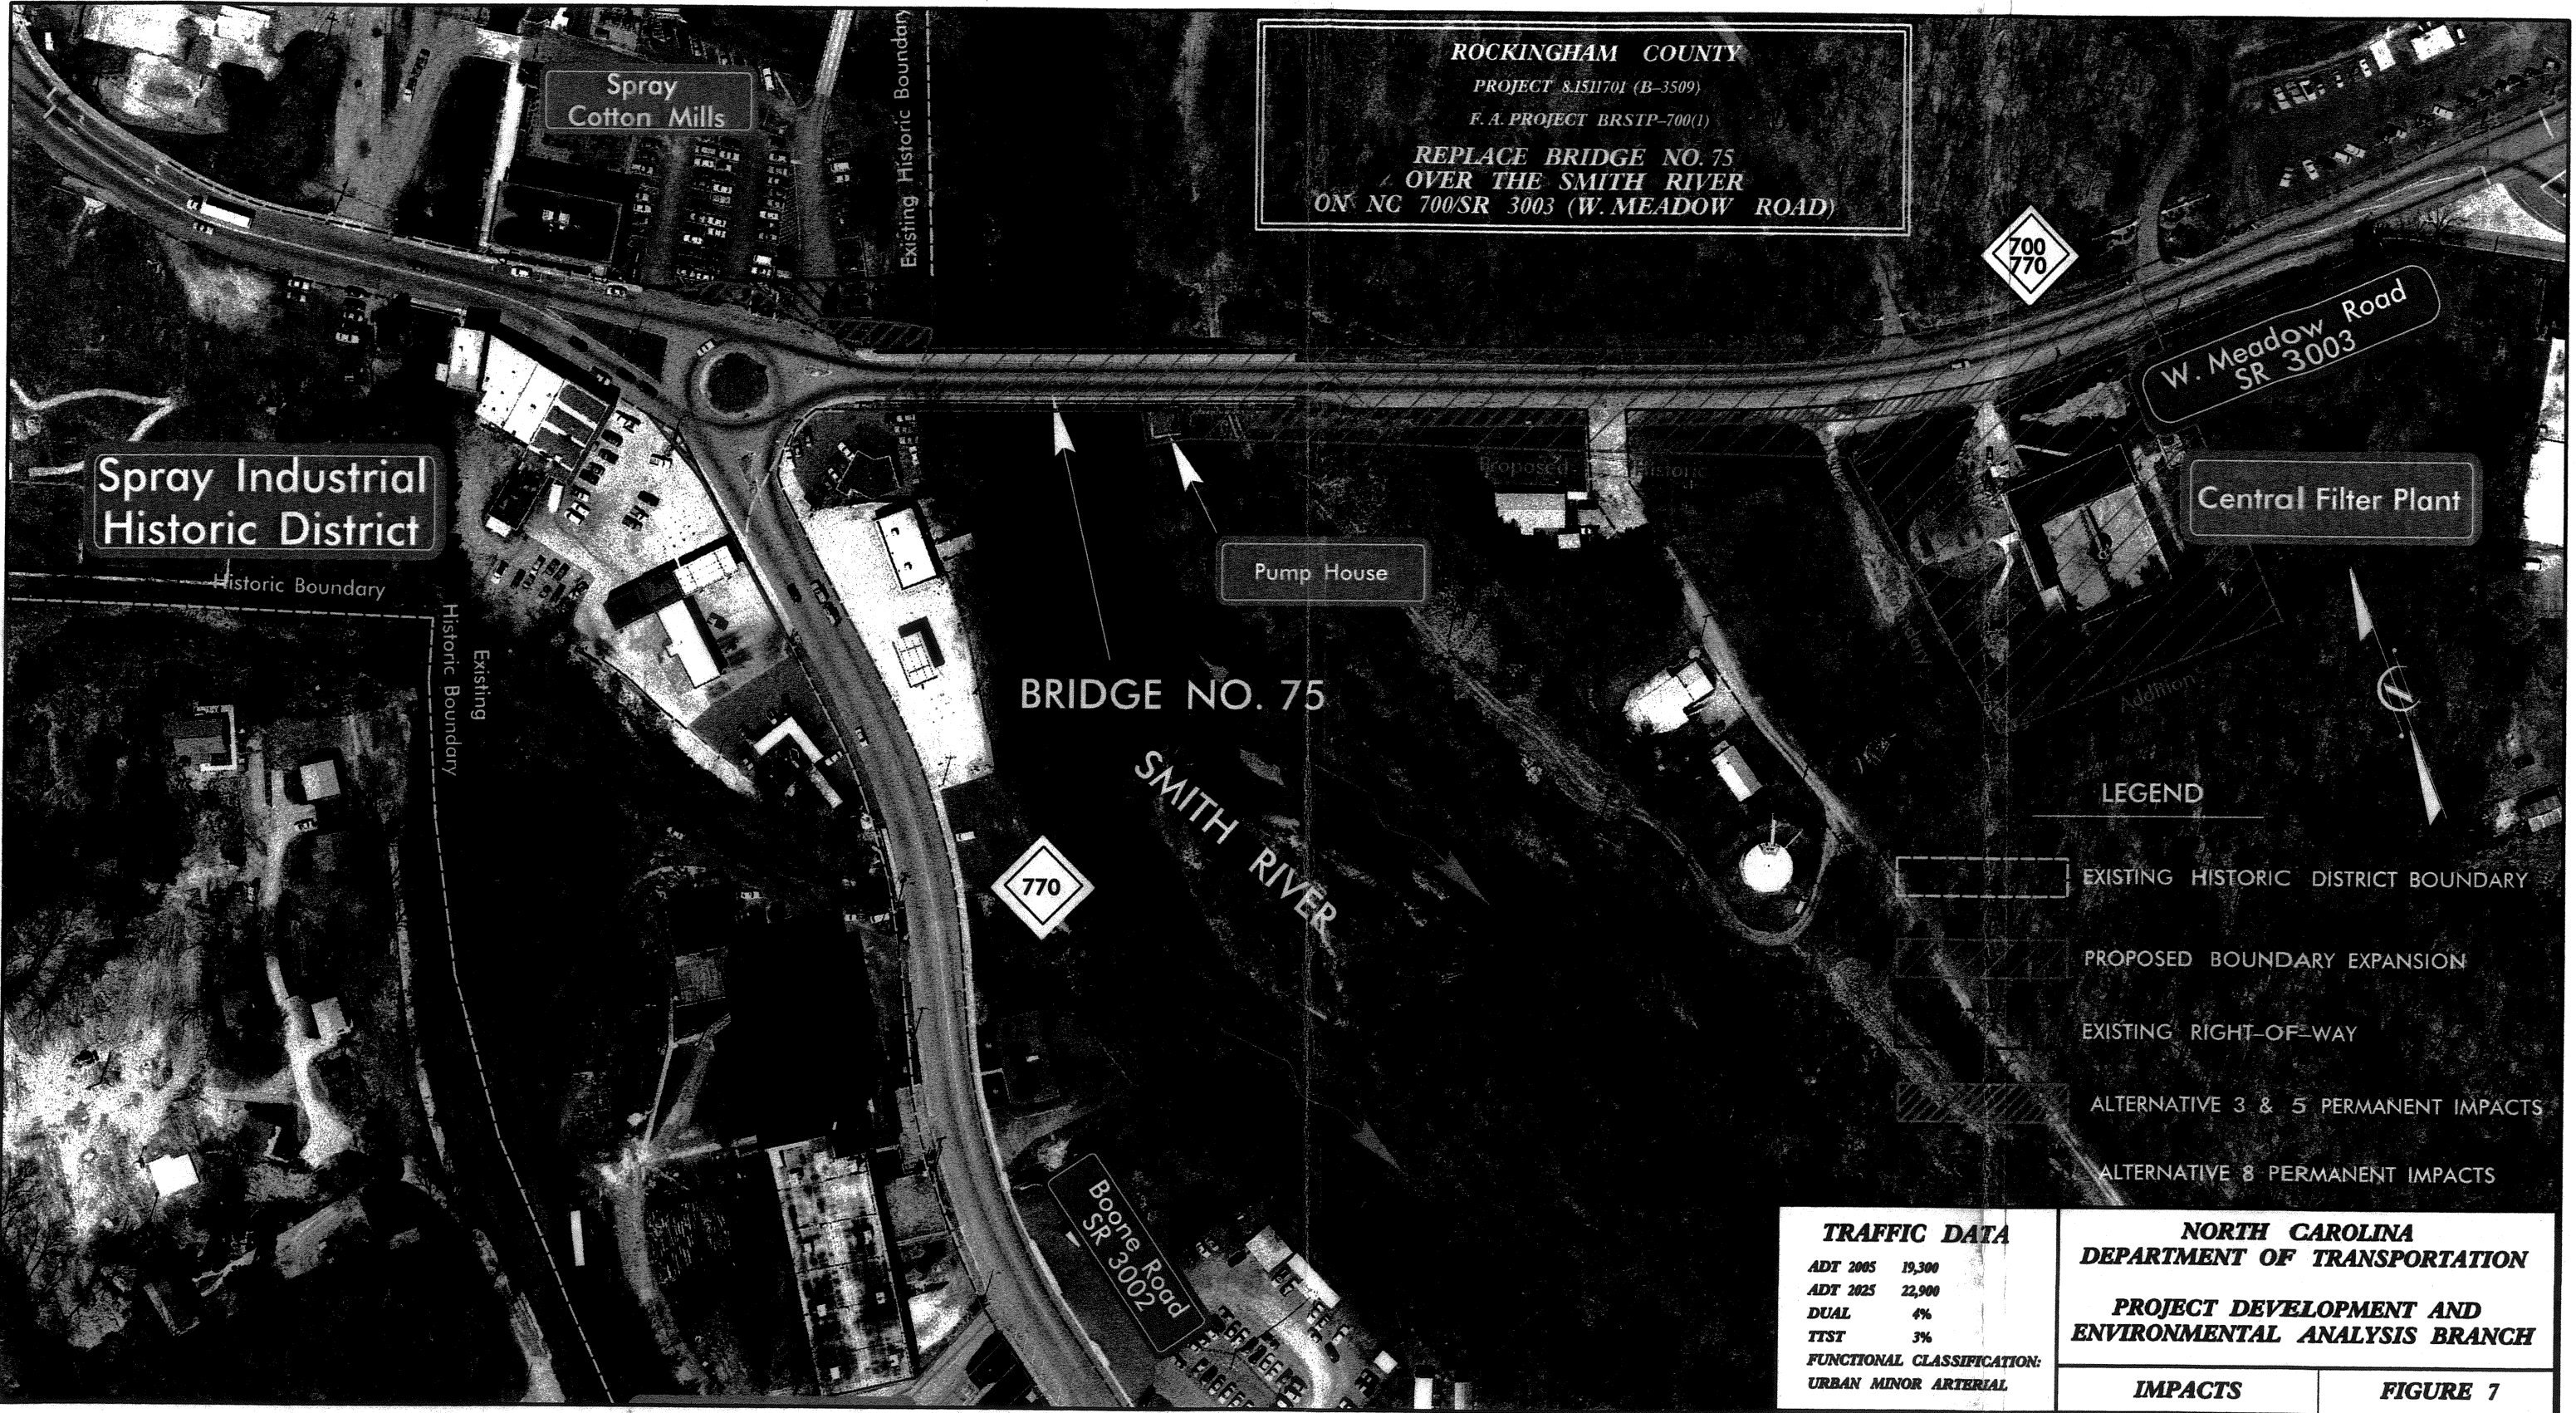 ROCKINGHAM COUNTY
PROJECT 8.1511701 (B-3509)
F. A. PROJECT BRSTP-700(1)
REPLACE BRIDGE NO. 75
OVER THE SMITH RIVER
ON NC 700/SR 3003 (W. MEADOW ROAD)
Spray
Cotton Mills
Existing Historic Boundary
700
770
W. Meadow Road
SR 3003
Spray Industrial
Historic District
Proposed Historic
Central Filter Plant
Pump House
Historic Boundary
Existing
Historic Boundary
Addition
BRIDGE NO. 75
SMITH RIVER
770
Boone Road
SR 3002
LEGEND
EXISTING HISTORIC DISTRICT BOUNDARY
PROPOSED BOUNDARY EXPANSION
EXISTING RIGHT-OF-WAY
ALTERNATIVE 3 & 5 PERMANENT IMPACTS
ALTERNATIVE 8 PERMANENT IMPACTS
TRAFFIC DATA
ADT 2005 19,300
ADT 2025 22,900
DUAL 4%
TTST 3%
FUNCTIONAL CLASSIFICATION:
URBAN MINOR ARTERIAL
NORTH CAROLINA
DEPARTMENT OF TRANSPORTATION
PROJECT DEVELOPMENT AND
ENVIRONMENTAL ANALYSIS BRANCH
IMPACTS
FIGURE 7